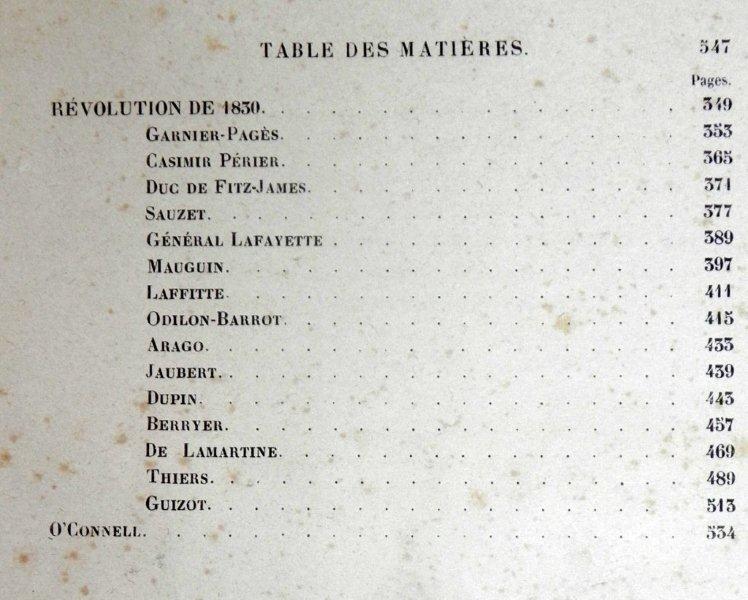 TABLE DES MATIÈRES. 547
Pages.
RÉVOLUTION DE 1830. 349
GARNIER-PAGÈS. 353
CASIMIR PÉRIER. 365
DUC DE FITZ-JAMES. 371
SAUZET. 377
GÉNÉRAL LAFAYETTE . 389
MAUGUIN. 397
LAFFITTE. 411
ODILON-BARROT. 415
ARAGO. 433
JAUBERT. 439
DUPIN. 443
BERRYER. 457
DE LAMARTINE. 469
THIERS. 489
GUIZOT. 513
O'CONNELL. 534